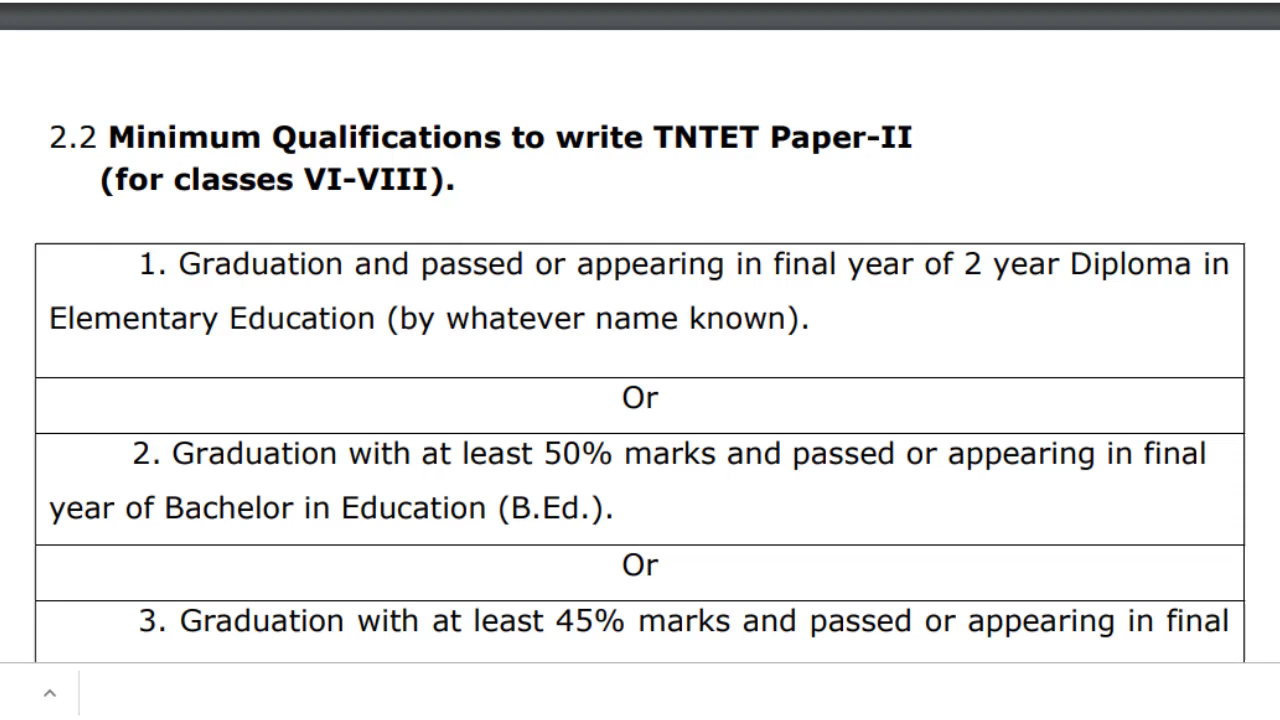 2.2 Minimum Qualifications to write TNTET Paper-II
(for classes VI-VIII).
1. Graduation and passed or appearing in final year of 2 year Diploma in
Elementary Education (by whatever name known).
Or
2. Graduation with at least 50% marks and passed or appearing in final
year of Bachelor in Education (B.Ed.).
Or
3. Graduation with at least 45% marks and passed or appearing in final